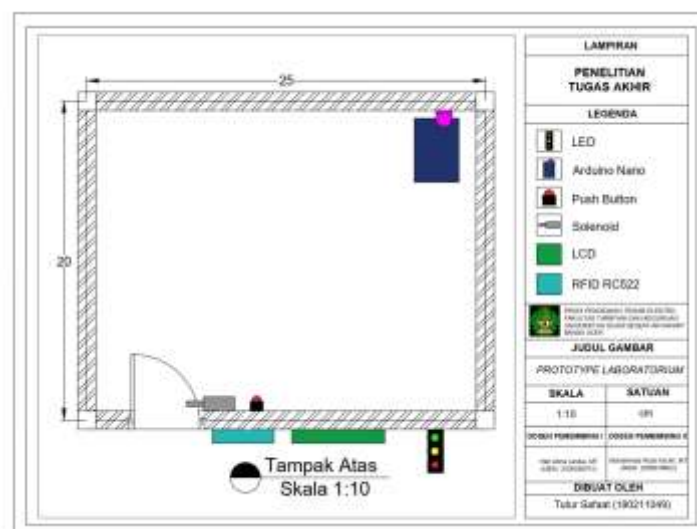 25
20
Tampak Atas
Skala 1:10
LAMPIRAN
PENELITIAN
TUGAS AKHIR
LEGENDA
LED
Arduino Nano
Push Button
Solenoid
LCD
RFID RC522
JUDUL GAMBAR
PROTOTYPE LABORATORIUM
SKALA
SATUAN
1:10
DIBUAT OLEH